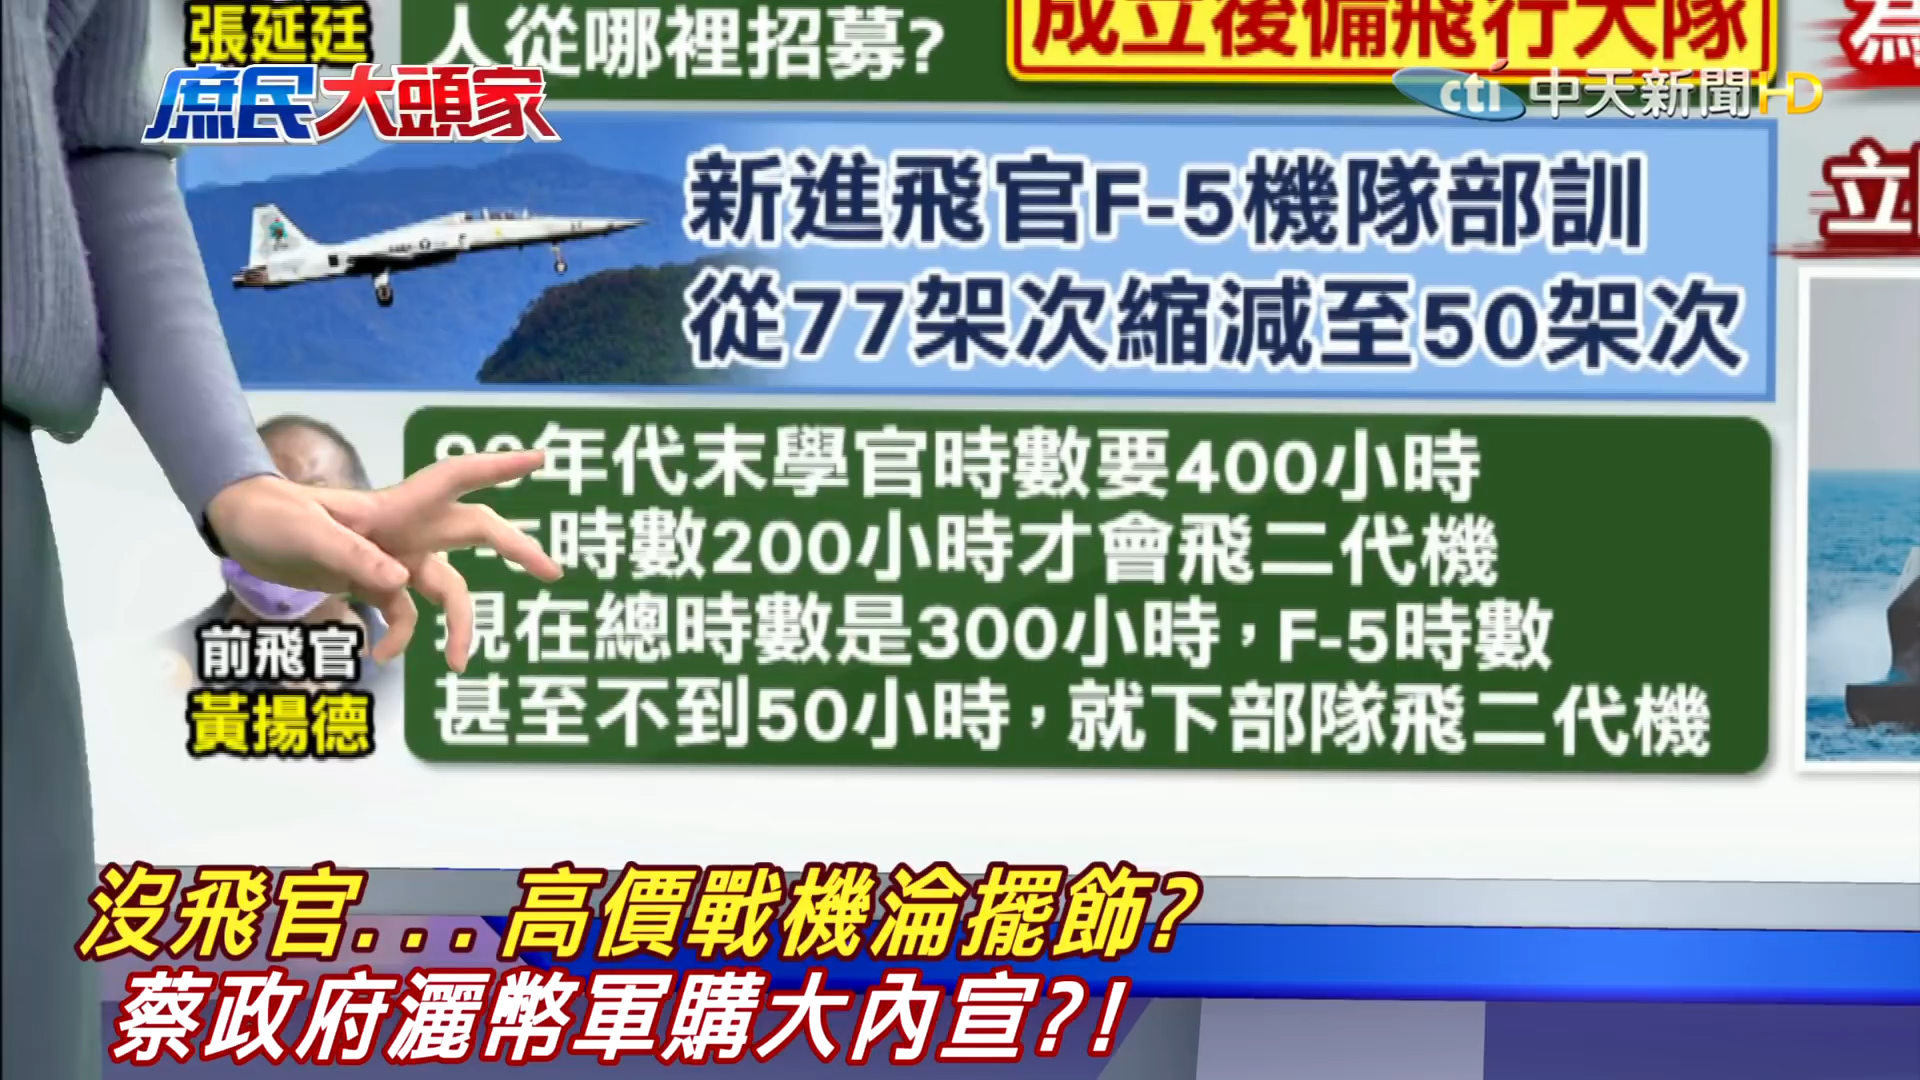 張延廷
人從哪裡招募?
成立後備飛行大隊
為
庶民大頭家
cti 中天新聞HD
新進飛官F-5機隊部訓
從77架次縮減至50架次
立
年代末學官時數要400小時
時數200小時才會飛二代機
現在總時數是300小時，F-5時數
甚至不到50小時，就下部隊飛二代機
前飛官
黃揚德
沒飛官...高價戰機淪擺飾?
蔡政府灑幣軍購大內宣?!